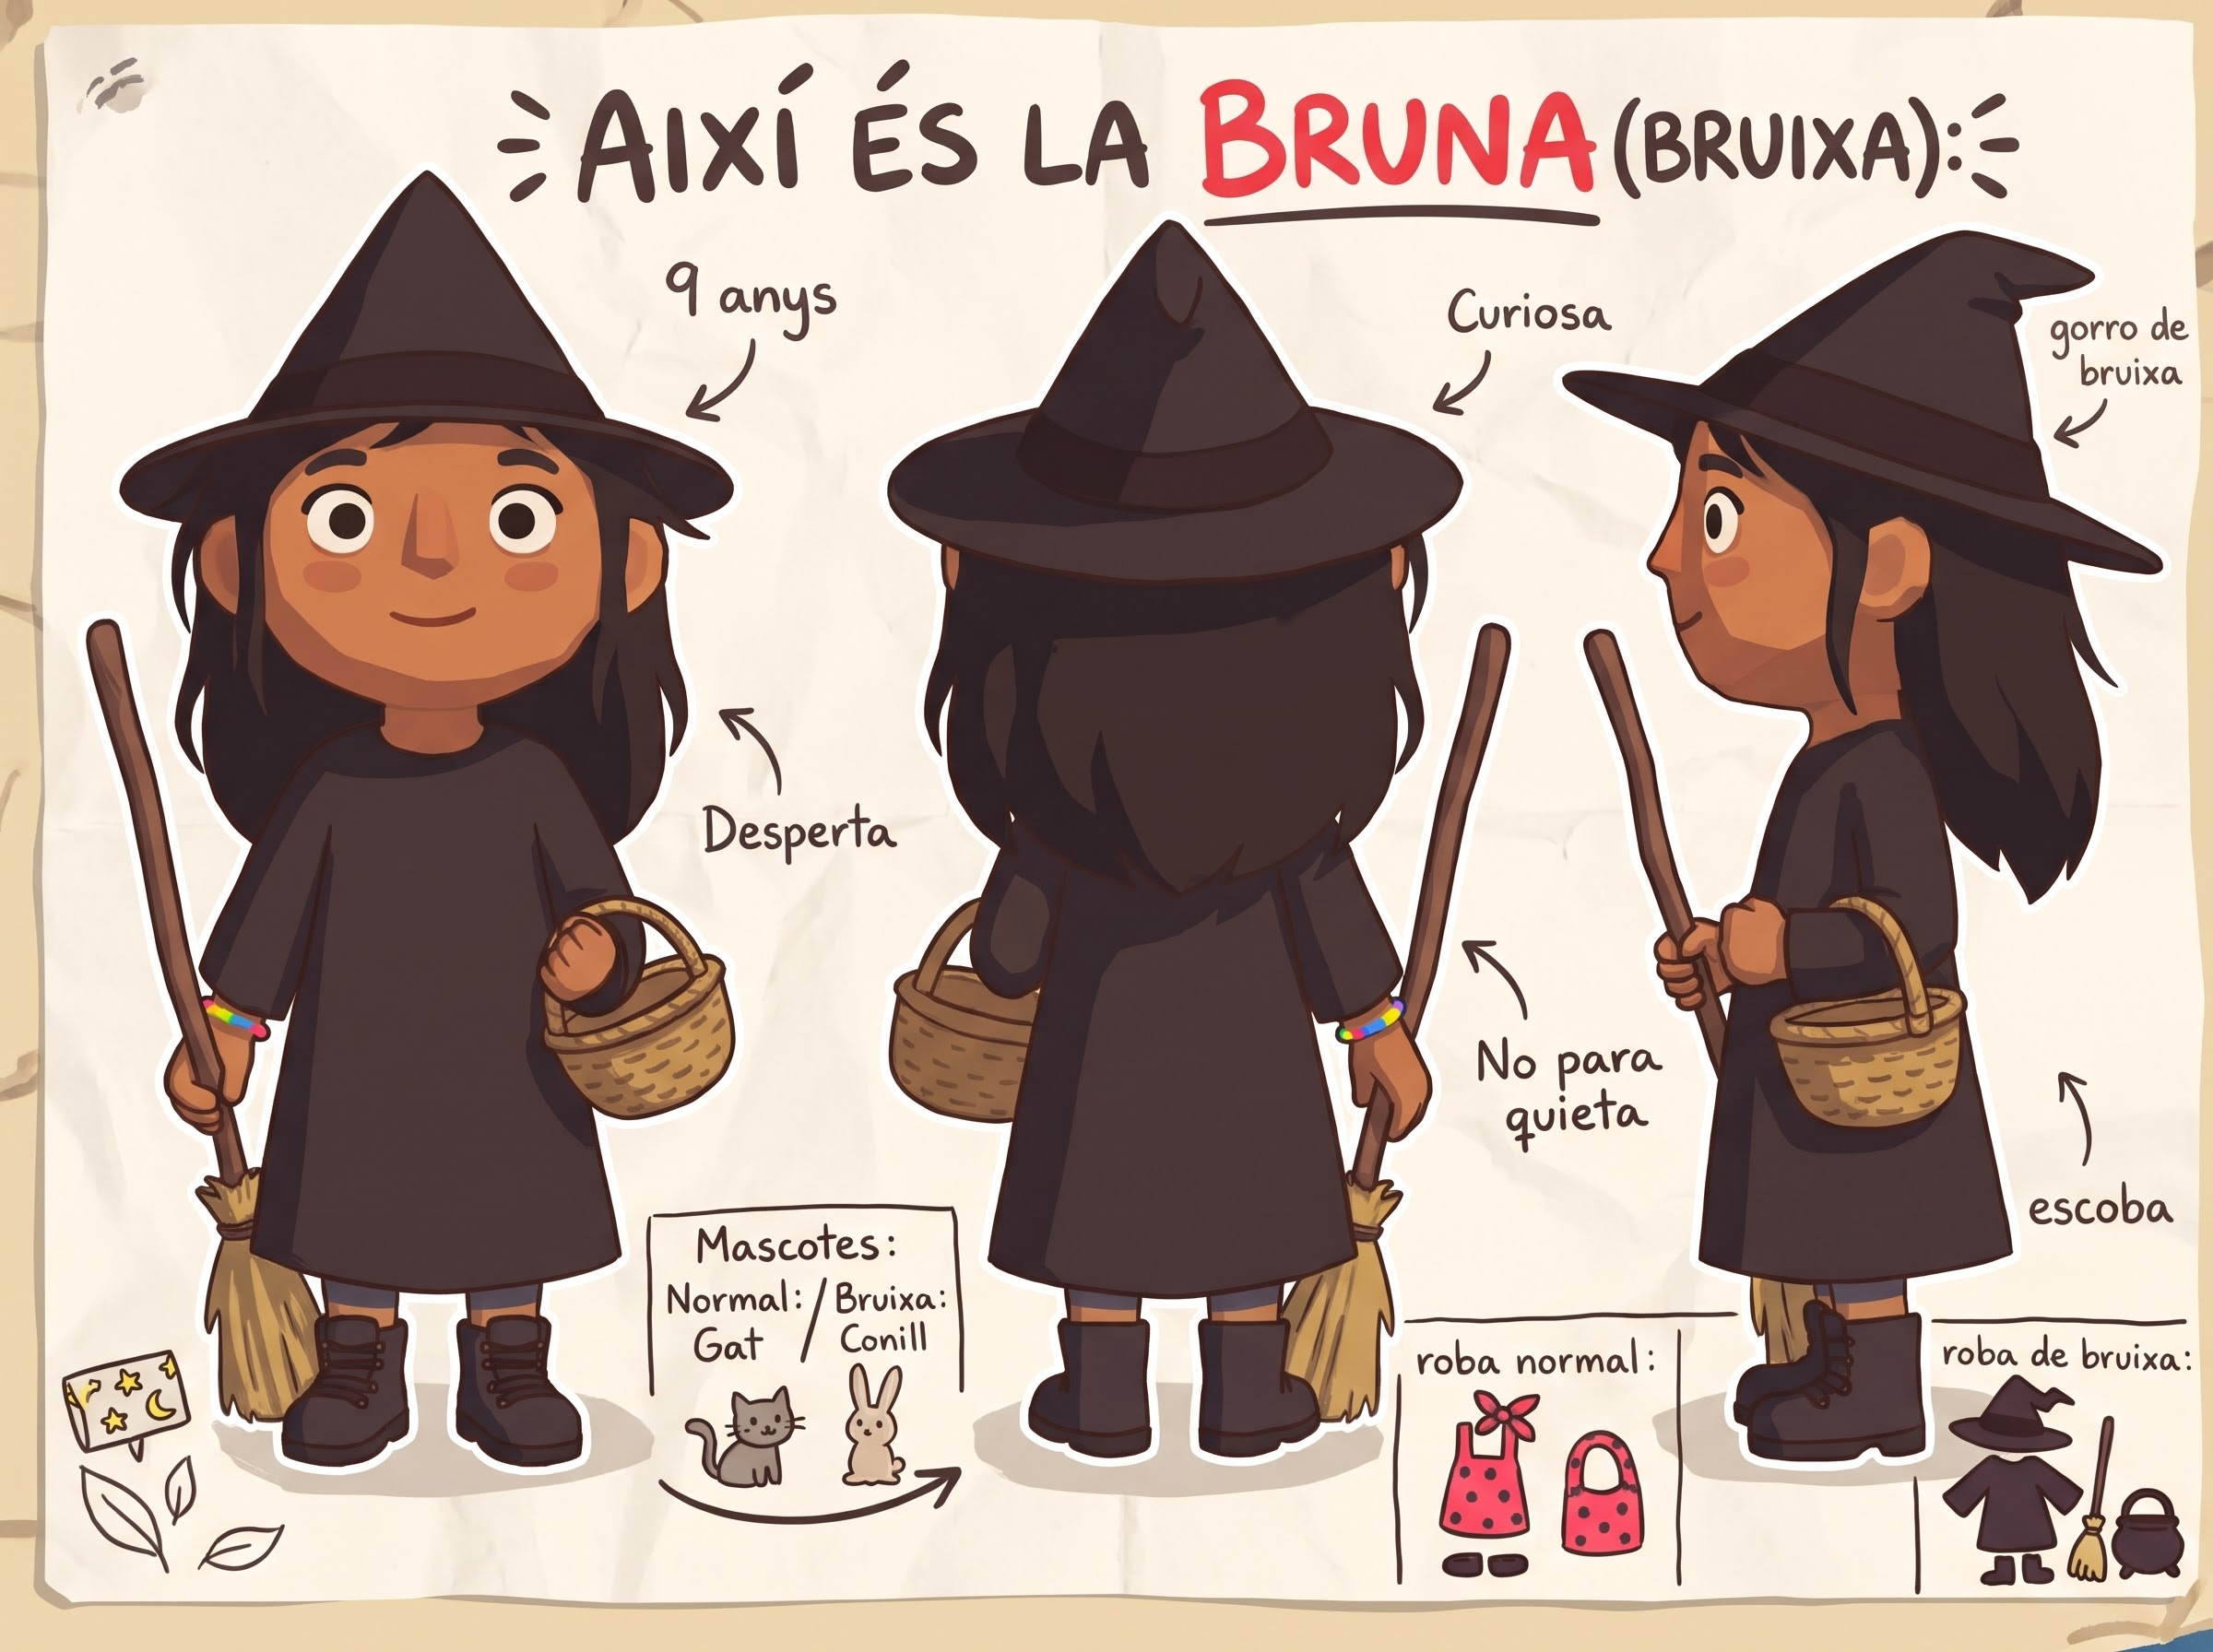 AIXÍ ÉS LA BRUNA (BRUIXA):
9 anys
Curiosa
gorro de
bruixa
Desperta
No para
quieta
escoba
Mascotes:
Normal: / Bruixa:
Gat Conill
roba normal:
roba de bruixa: